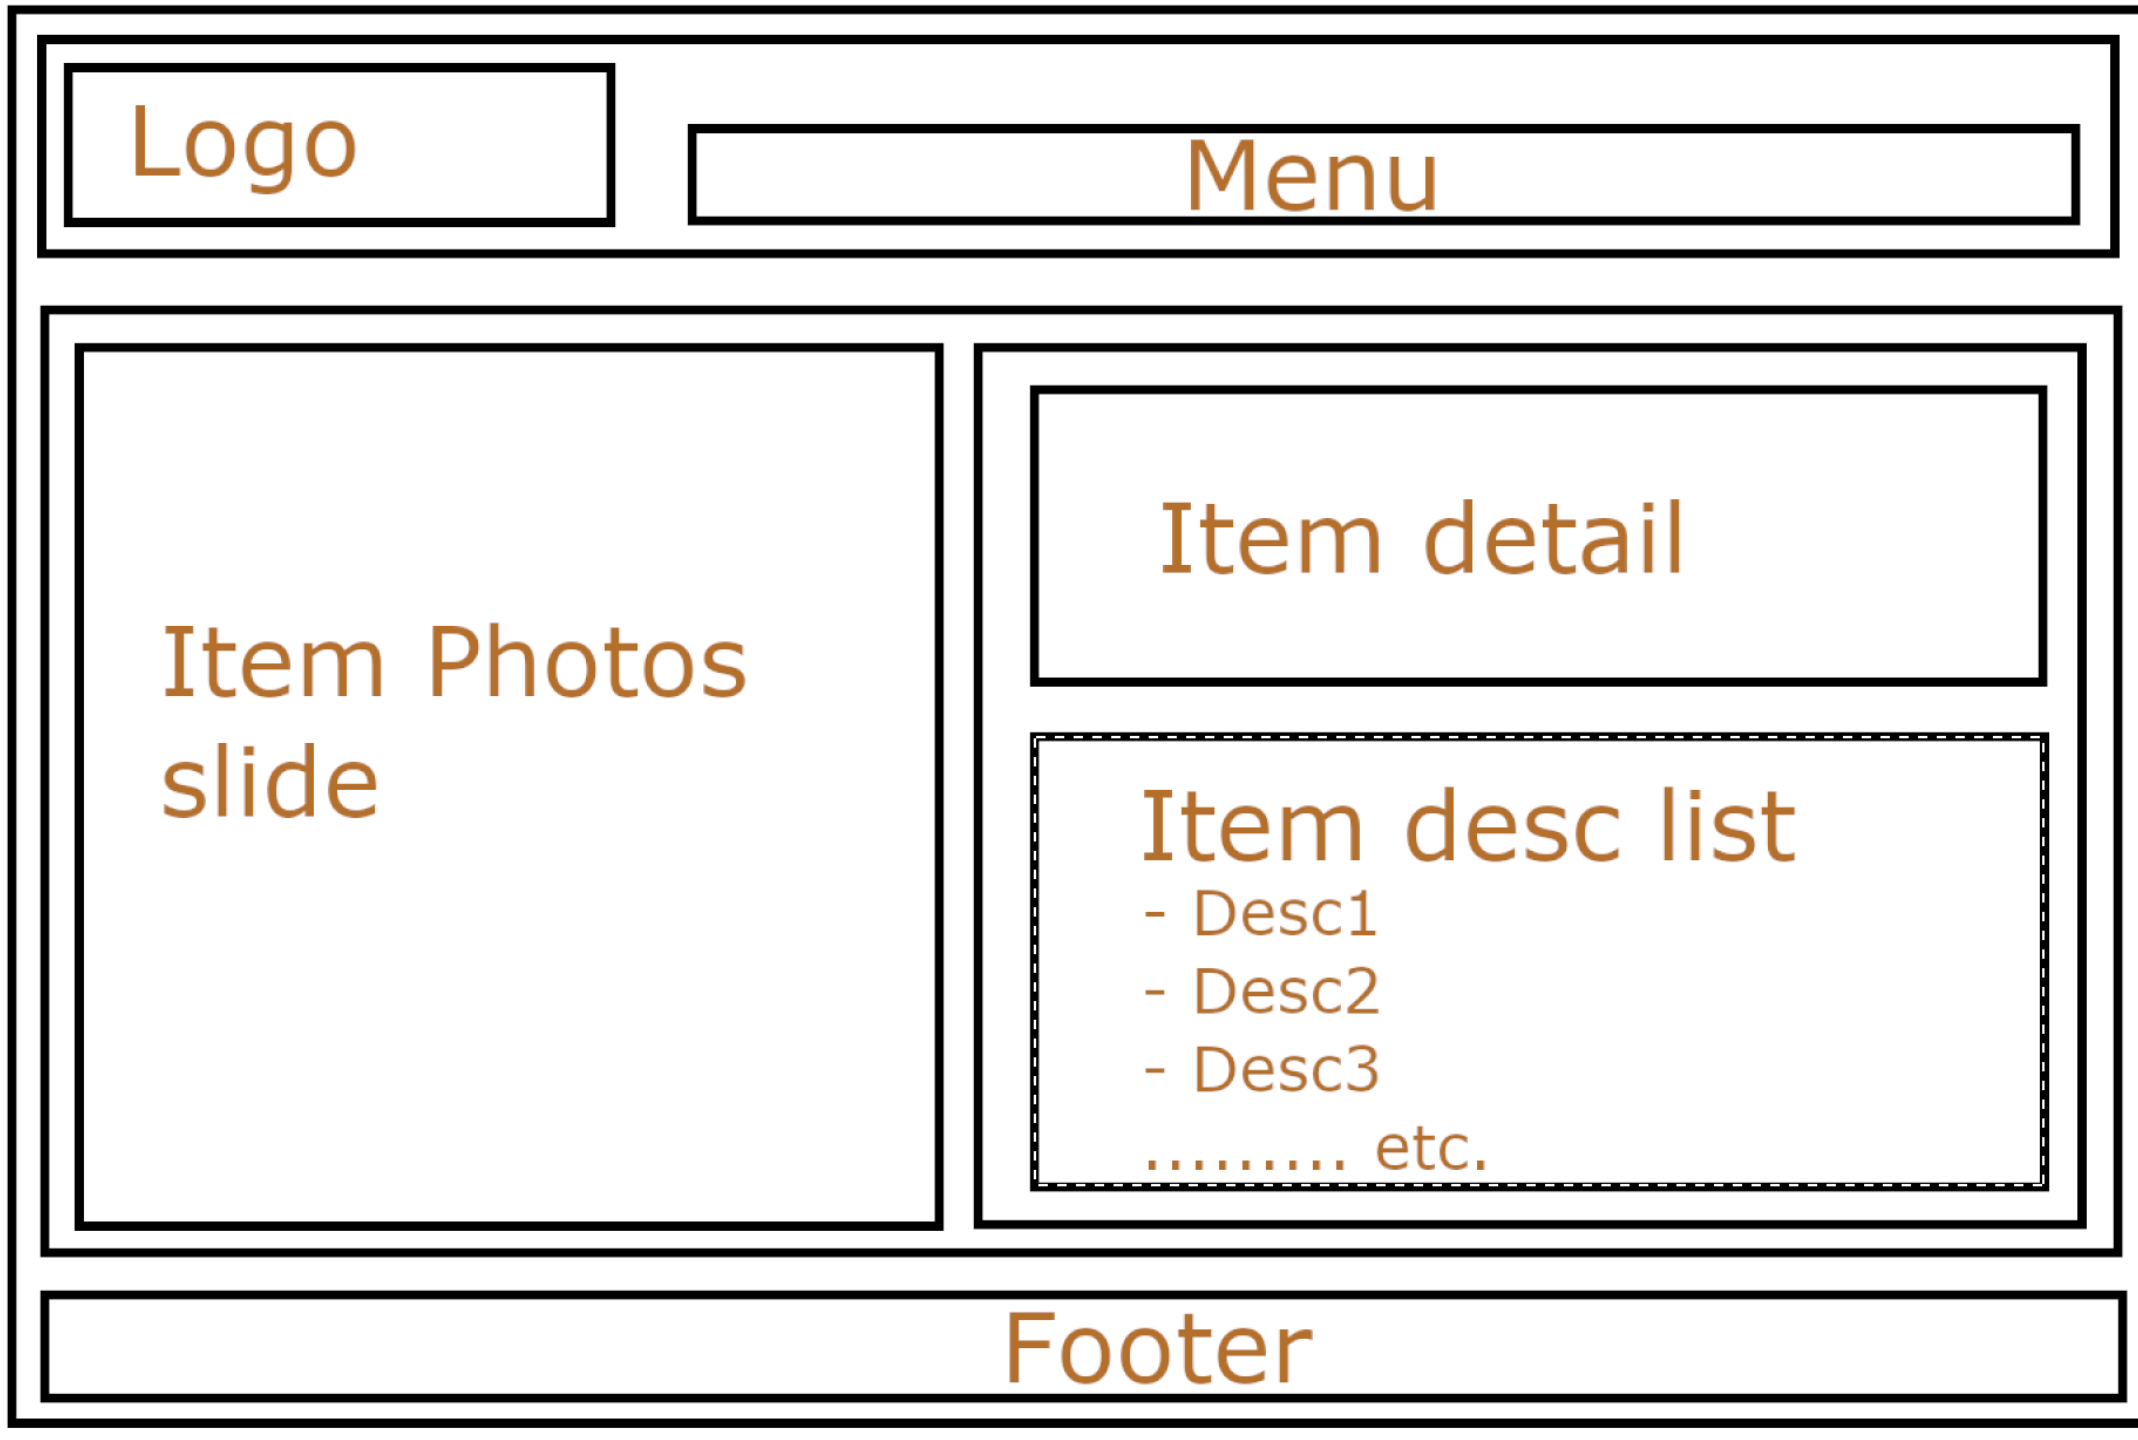 Logo
Menu
Item Photos
slide
Item detail
Item desc list
- Desc1
- Desc2
- Desc3
......... etc.
Footer